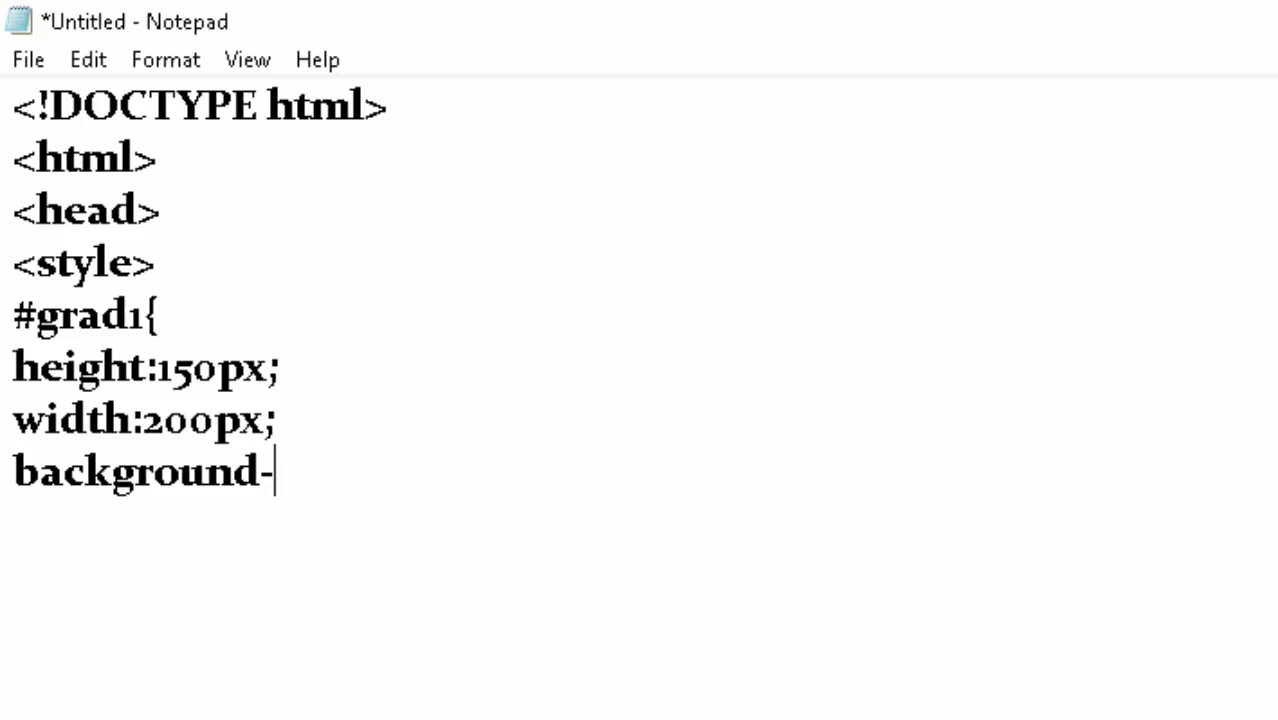 *Untitled - Notepad
File Edit Format View Help
<!DOCTYPE html>
<html>
<head>
<style>
#grad1{
height:150px;
width:200px;
background-